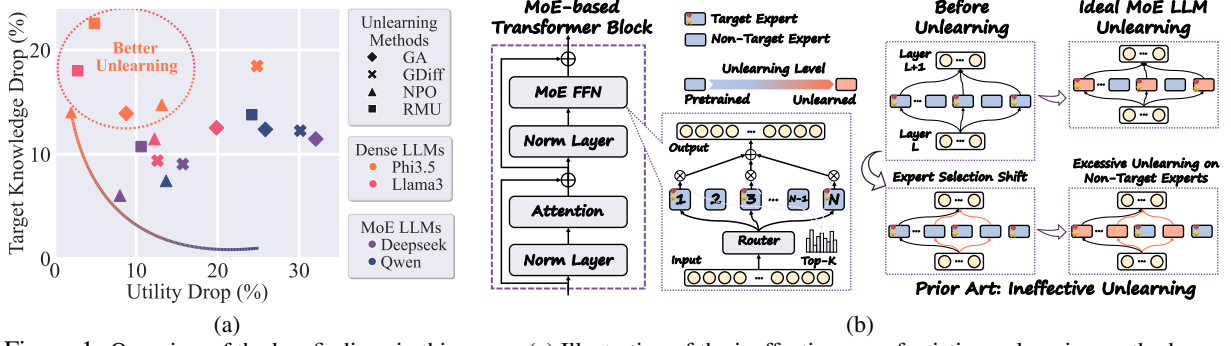 Target Knowledge Drop (%)
20
10
0
0
10
20
30
Utility Drop (%)
Better
Unlearning
Unlearning
Methods
GA
GDiff
NPO
RMU
Dense LLMs
Phi3.5
Llama3
MoE LLMs
Deepseek
Qwen
(a)
MoE-based
Transformer Block
MoE FFN
Norm Layer
Attention
Norm Layer
Target Expert
Non-Target Expert
Unlearning Level
Pretrained
Unlearned
Output
1
2
3
...
N-1
N
Router
Input
Top-K
Before
Unlearning
Layer
L+1
Layer
L
Ideal MoE LLM
Unlearning
Expert Selection Shift
Excessive Unlearning on
Non-Target Experts
Prior Art: Ineffective Unlearning
(b)